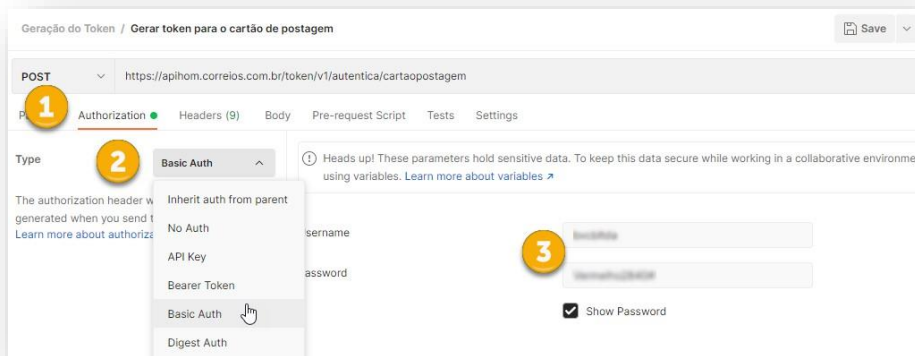 Geração do Token / Gerar token para o cartão de postagem
Save
POST
https://apihom.correios.com.br/token/v1/autentica/cartaopostagem
1
Authorization
Headers (9)
Body
Pre-request Script
Tests
Settings
Type
2
Basic Auth
Heads up! These parameters hold sensitive data. To keep this data secure while working in a collaborative
using variables. Learn more about variables
The authorization header
generated when you send
Learn more about
Inherit auth from parent
No Auth
API Key
Bearer Token
Basic Auth
Digest Auth
3
Show Password